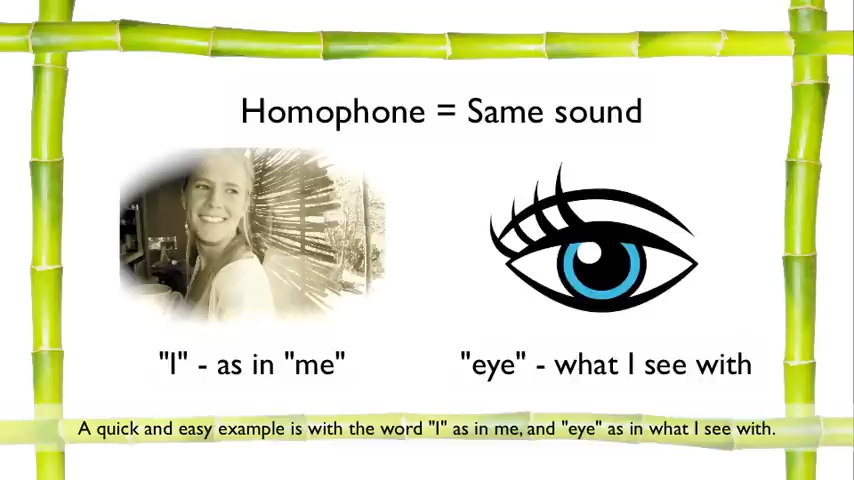 Homophone = Same sound
"I" - as in "me"
"eye" - what I see with
A quick and easy example is with the word "I" as in me, and "eye" as in what I see with.